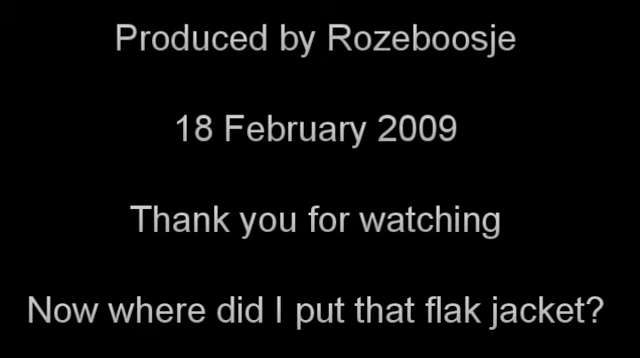 Produced by Rozeboosje
18 February 2009
Thank you for watching
Now where did I put that flak jacket?